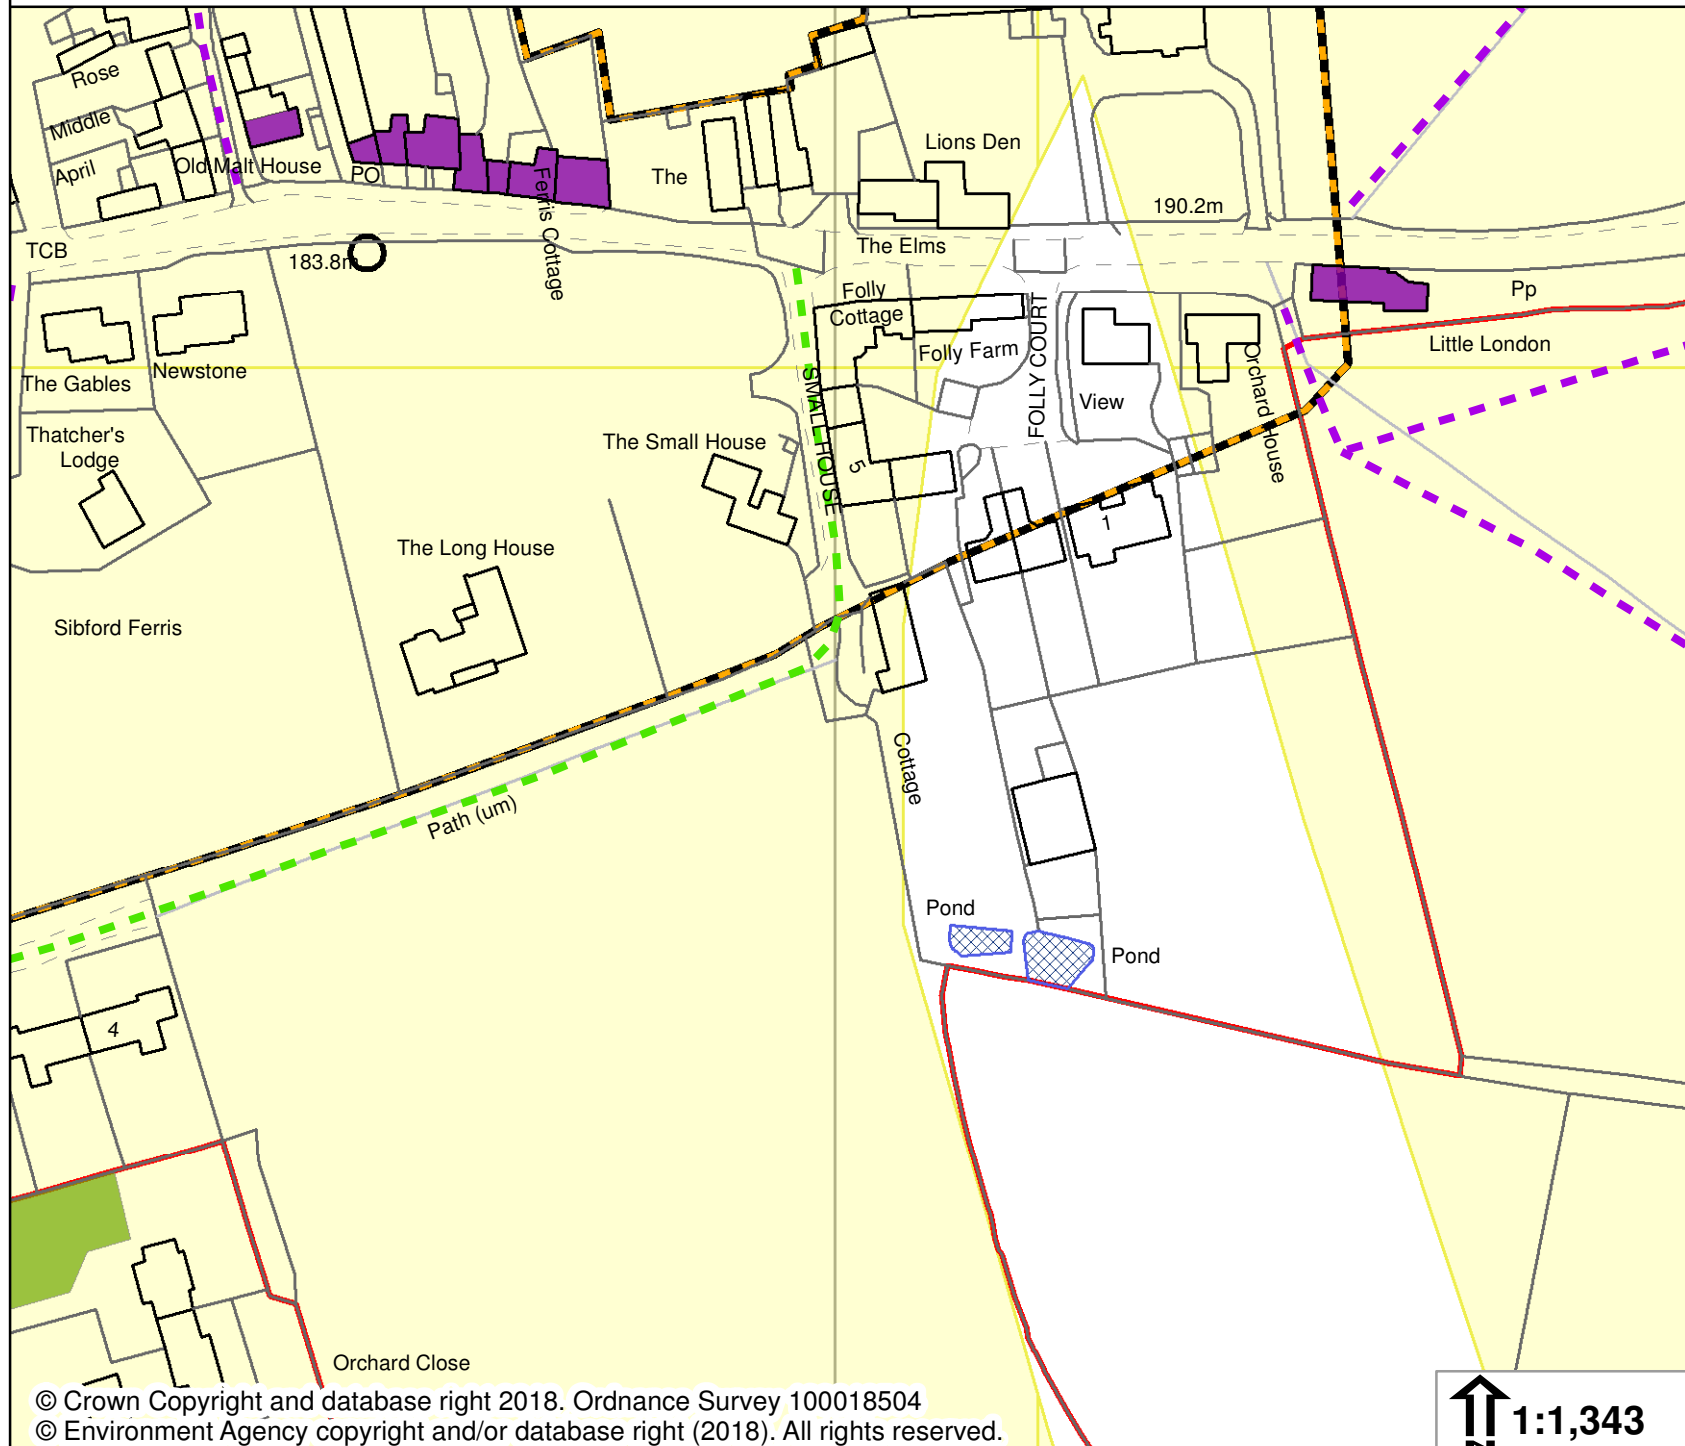 Rose
Middle
April
Old Malt House
PO
Ferris Cottage
The
Lions Den
190.2m
TCB
183.8m
The Elms
Folly
Cottage
Folly Farm
FOLLY COURT
View
Orchard House
Pp
Little London
The Gables
Newstone
SMALL HOUSE
Thatcher's
Lodge
The Small House
5
1
The Long House
Sibford Ferris
Path (um)
Cottage
Pond
Pond
4
Orchard Close
© Crown Copyright and database right 2018. Ordnance Survey 100018504
© Environment Agency copyright and/or database right (2018). All rights reserved.
1:1,343